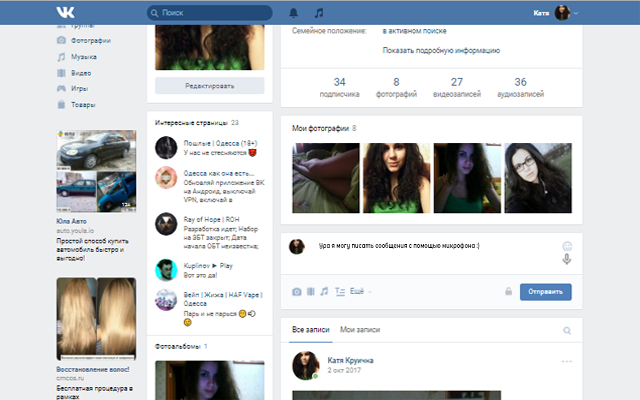 Поиск
Катя
Группы
Фотографии
Музыка
Видео
Игры
Товары
Юла Авто
auto.youla.io
Простой способ купить
автомобиль быстро и
выгодно!
Восстановление волос!
cmcos.ru
Бесплатная процедура в
рамках
Редактировать
Интересные страницы 23
Пошлые | Одесса (18+)
У нас не стесняются
Одесса как она есть...
Обновляй приложение ВК
на Андроид, выключай
VPN, включай в
Ray of Hope | ROH
Разработка идет; Набор
на ЗБТ закрыт; Дата
начала ОБТ неизвестна;
Kuplinov ► Play
Вот это да!
Вейп | Жижа | HAF Vape |
Одесса
Парь и не парься
Фотоальбомы 1
Семейное положение: в активном поиске
Показать подробную информацию
34 8 27 36
подписчика фотографий видеозаписей аудиозаписей
Мои фотографии 8
Ура я могу писать сообщения с помощью микрофона:)
Ещё
Отправить
Все записи Мои записи
Катя Круична
2 окт 2017